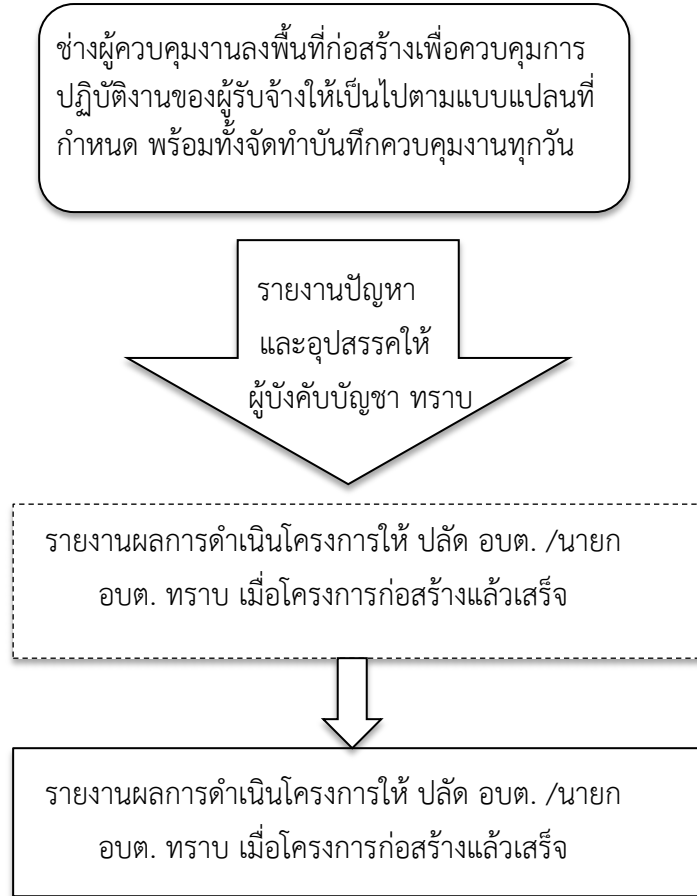 ช่างผู้ควบคุมงานลงพื้นที่ก่อสร้างเพื่อควบคุมการ
ปฏิบัติงานของผู้รับจ้างให้เป็นไปตามแบบแปลนที่
กำหนด พร้อมทั้งจัดทำบันทึกควบคุมงานทุกวัน
รายงานปัญหา
และอุปสรรคให้
ผู้บังคับบัญชา ทราบ
รายงานผลการดำเนินโครงการให้ ปลัด อบต. /นายก
อบต. ทราบ เมื่อโครงการก่อสร้างแล้วเสร็จ
รายงานผลการดำเนินโครงการให้ ปลัด อบต. /นายก
อบต. ทราบ เมื่อโครงการก่อสร้างแล้วเสร็จ